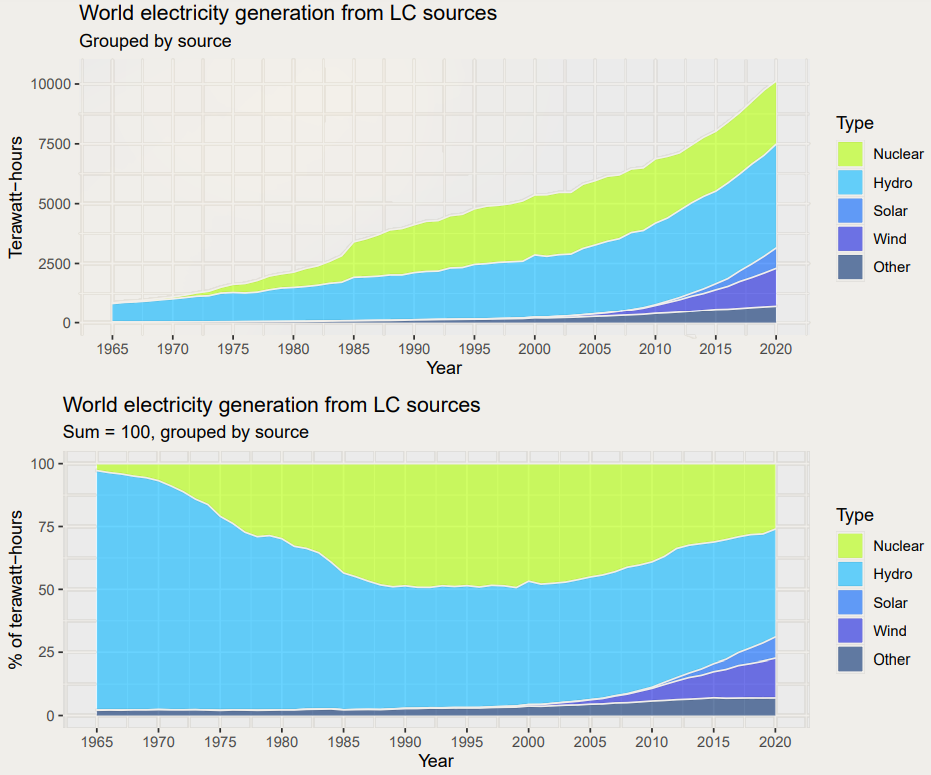 World electricity generation from LC sources
Grouped by source
10000
7500
5000
2500
0
Terawatt−hours
1965 1970 1975 1980 1985 1990 1995 2000 2005 2010 2015 2020
Year
Type
Nuclear
Hydro
Solar
Wind
Other
World electricity generation from LC sources
Sum = 100, grouped by source
100
75
50
25
0
% of terawatt−hours
1965 1970 1975 1980 1985 1990 1995 2000 2005 2010 2015 2020
Year
Type
Nuclear
Hydro
Solar
Wind
Other